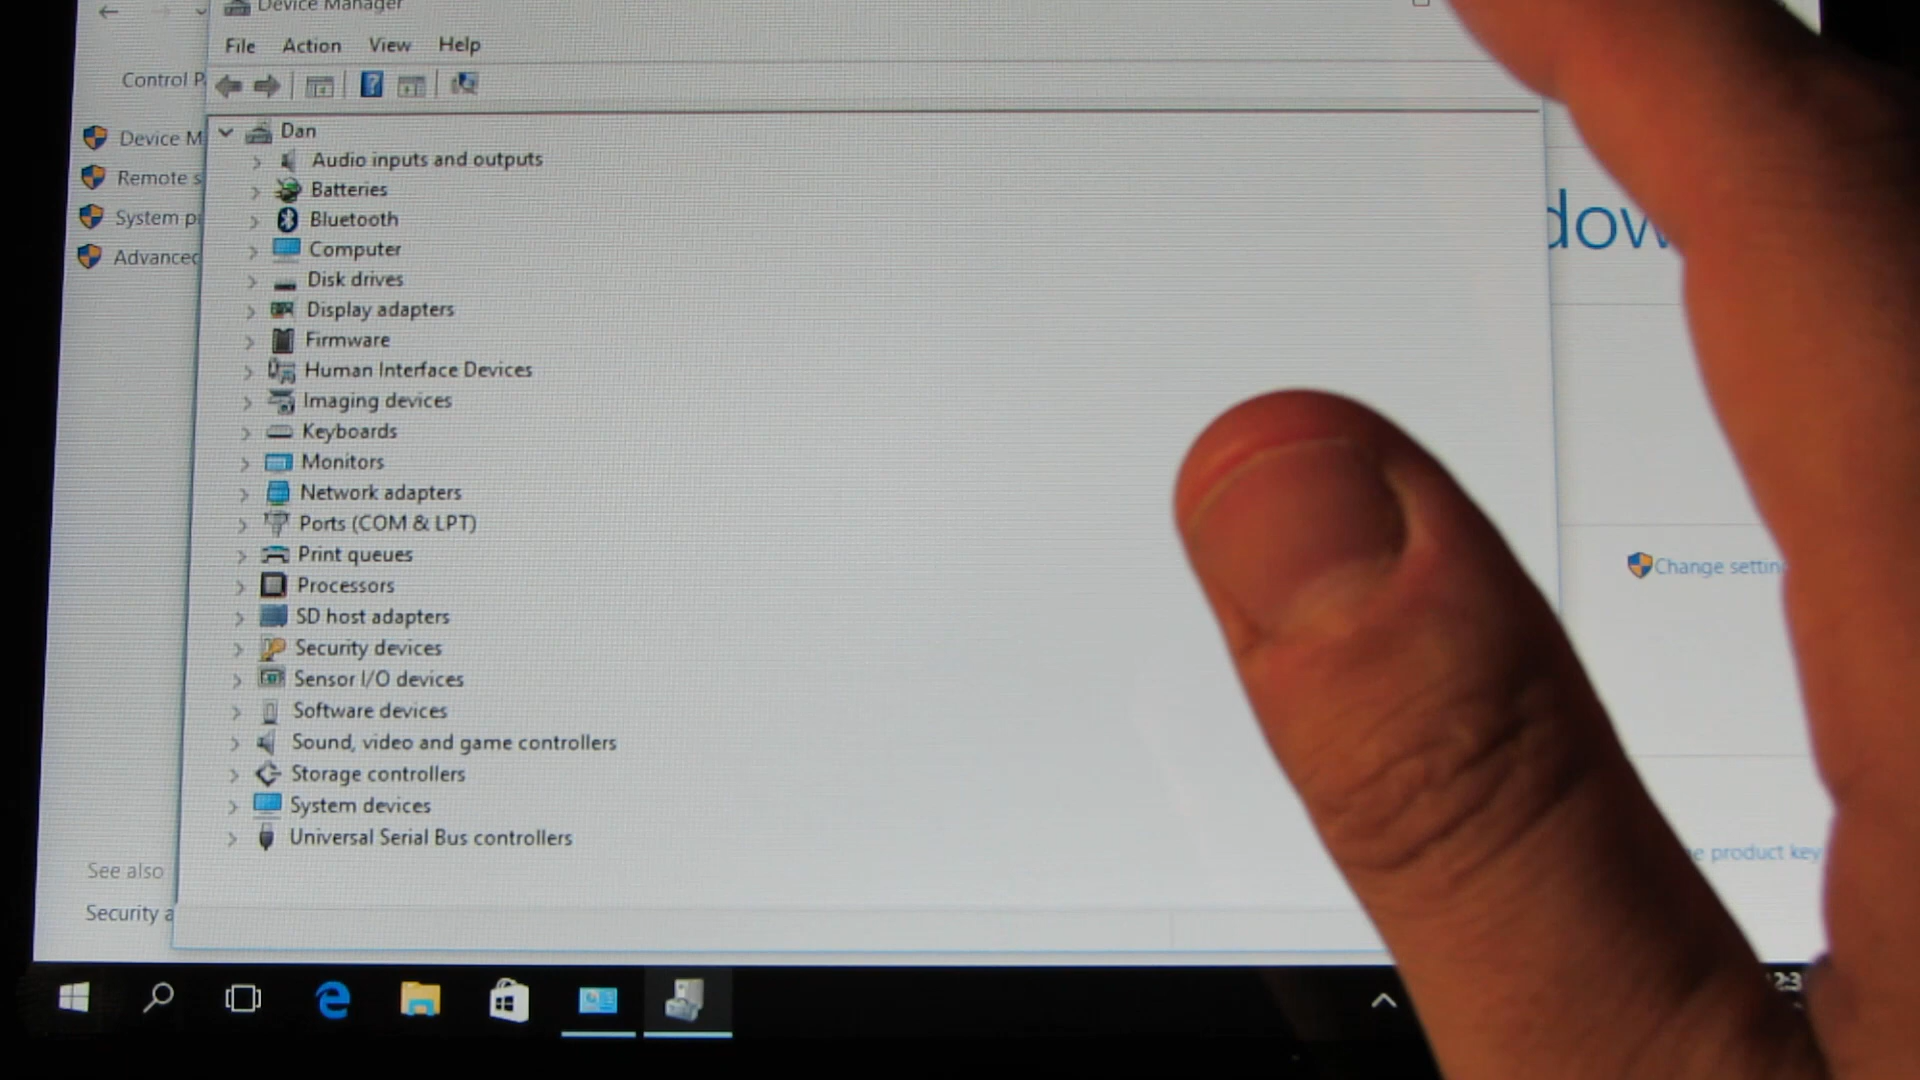 Device Manager
File Action View Help
Control P
Device M
Remote s
System p
Advanced
Dan
Audio inputs and outputs
Batteries
Bluetooth
Computer
Disk drives
Display adapters
Firmware
Human Interface Devices
Imaging devices
Keyboards
Monitors
Network adapters
Ports (COM & LPT)
Print queues
Processors
SD host adapters
Security devices
Sensor I/O devices
Software devices
Sound, video and game controllers
Storage controllers
System devices
Universal Serial Bus controllers
dow
Change settin
e product key
See also
Security a
2:3